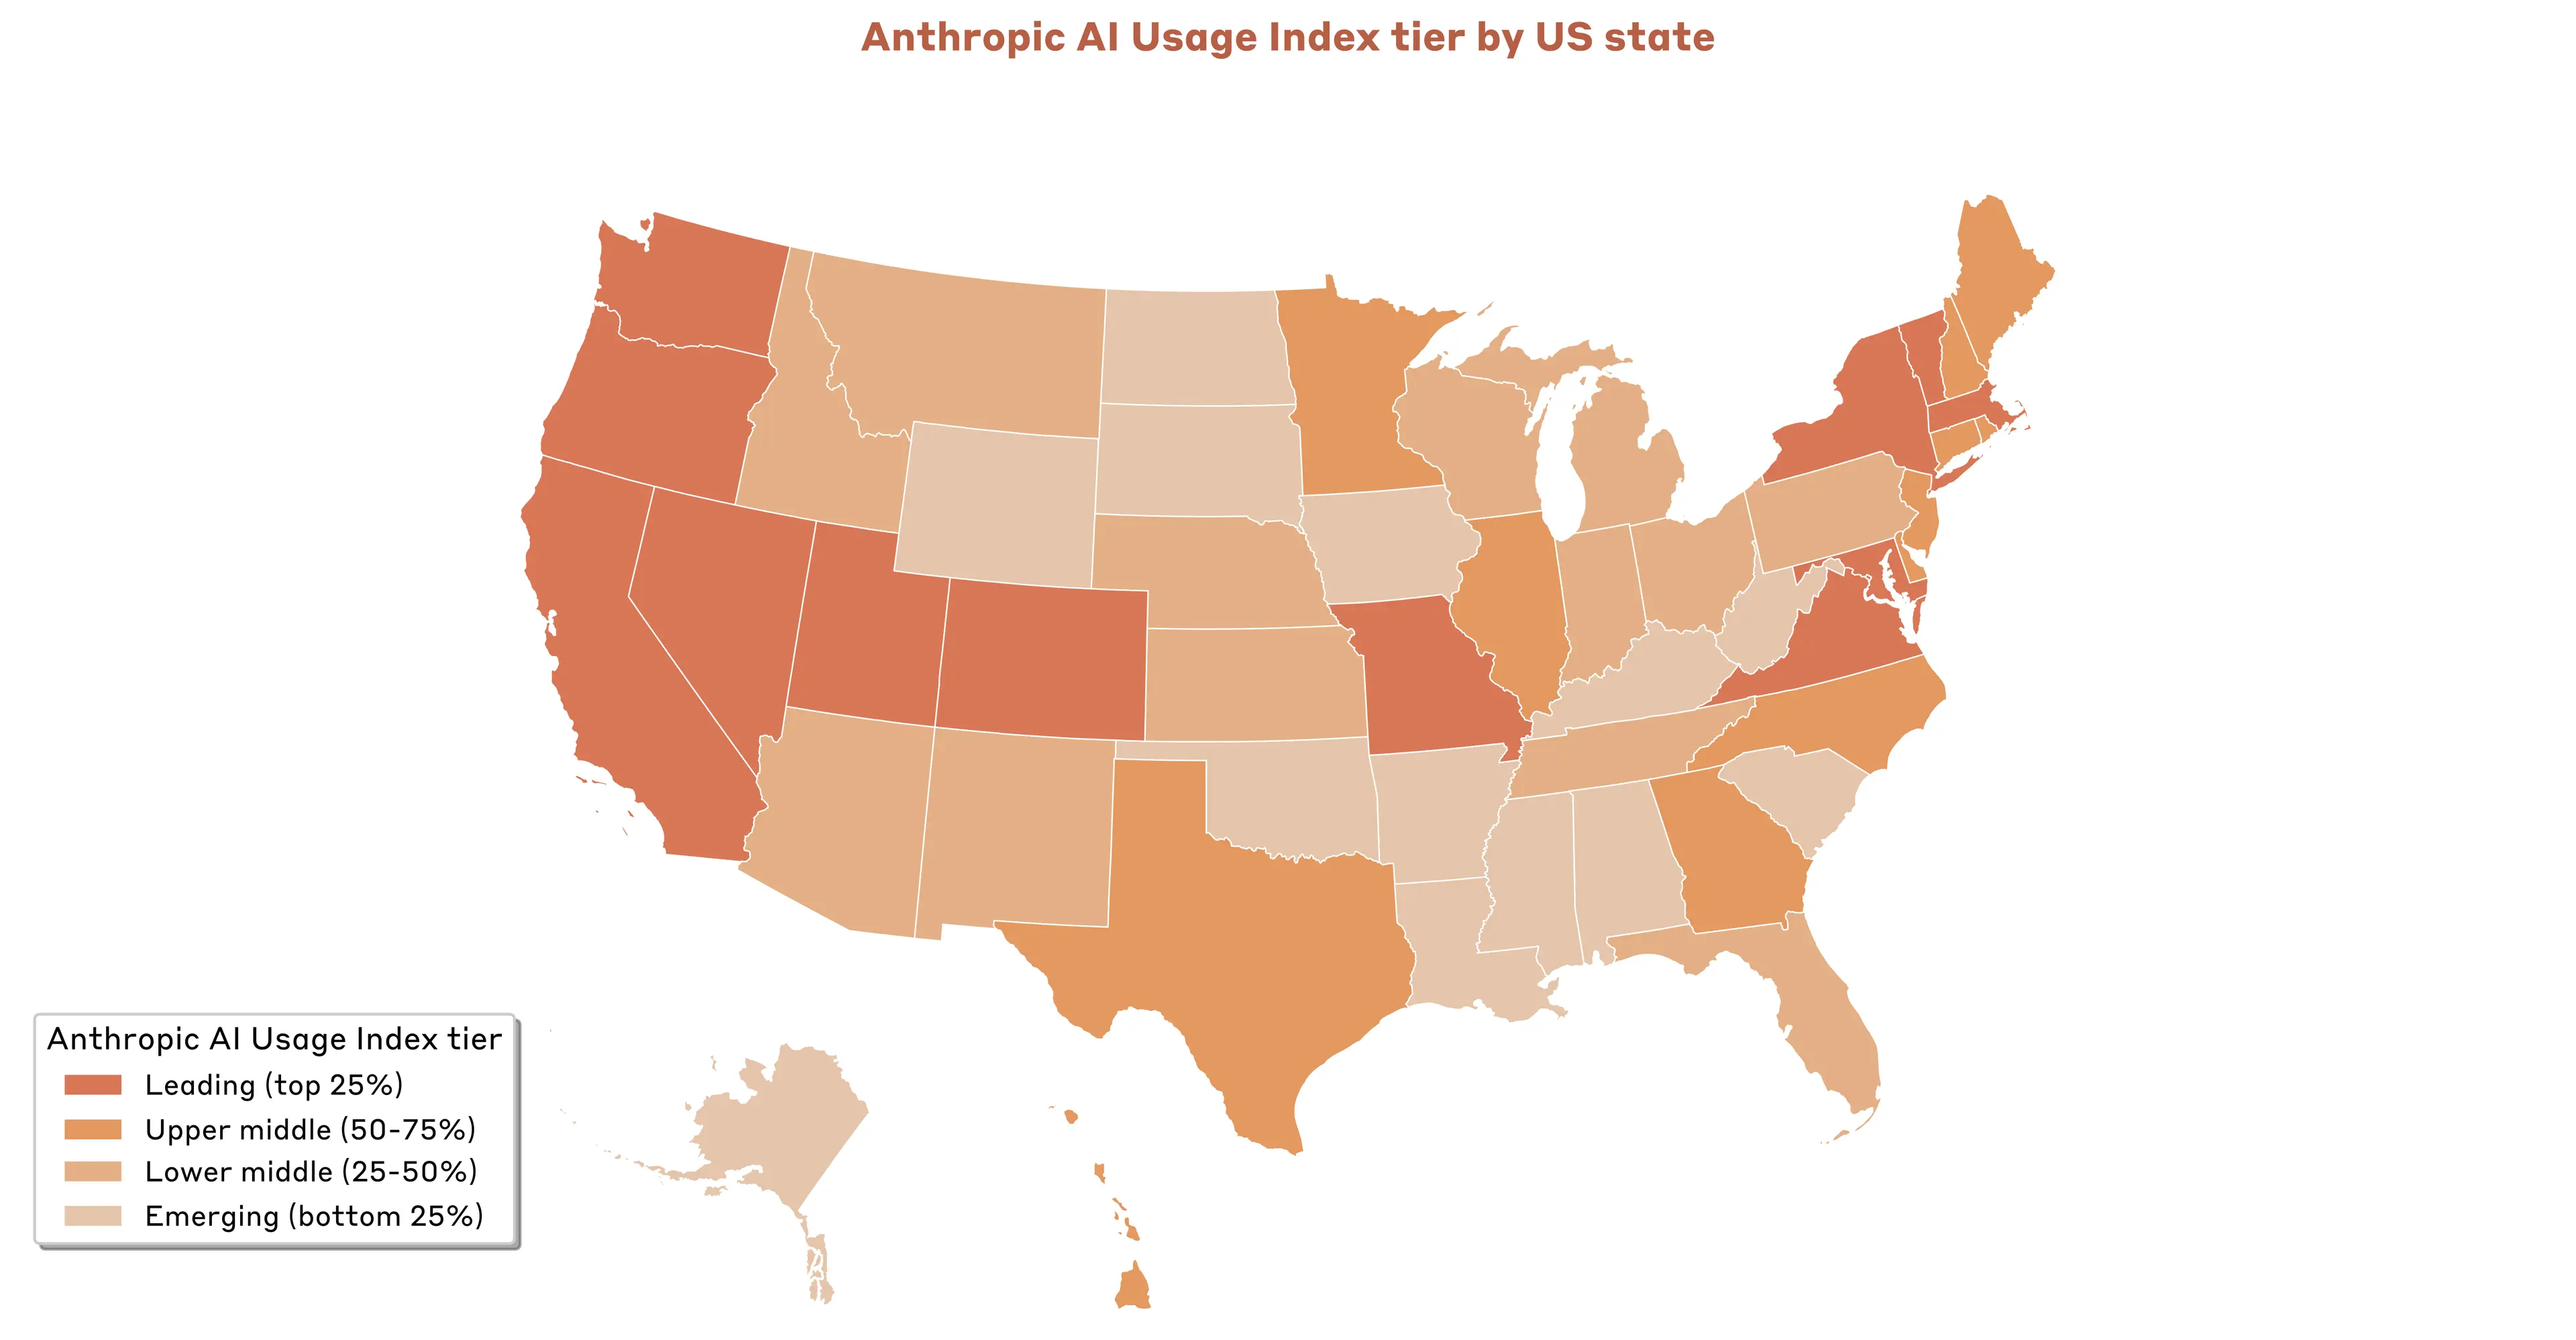 Anthropic AI Usage Index tier by US state
Anthropic AI Usage Index tier
Leading (top 25%)
Upper middle (50-75%)
Lower middle (25-50%)
Emerging (bottom 25%)